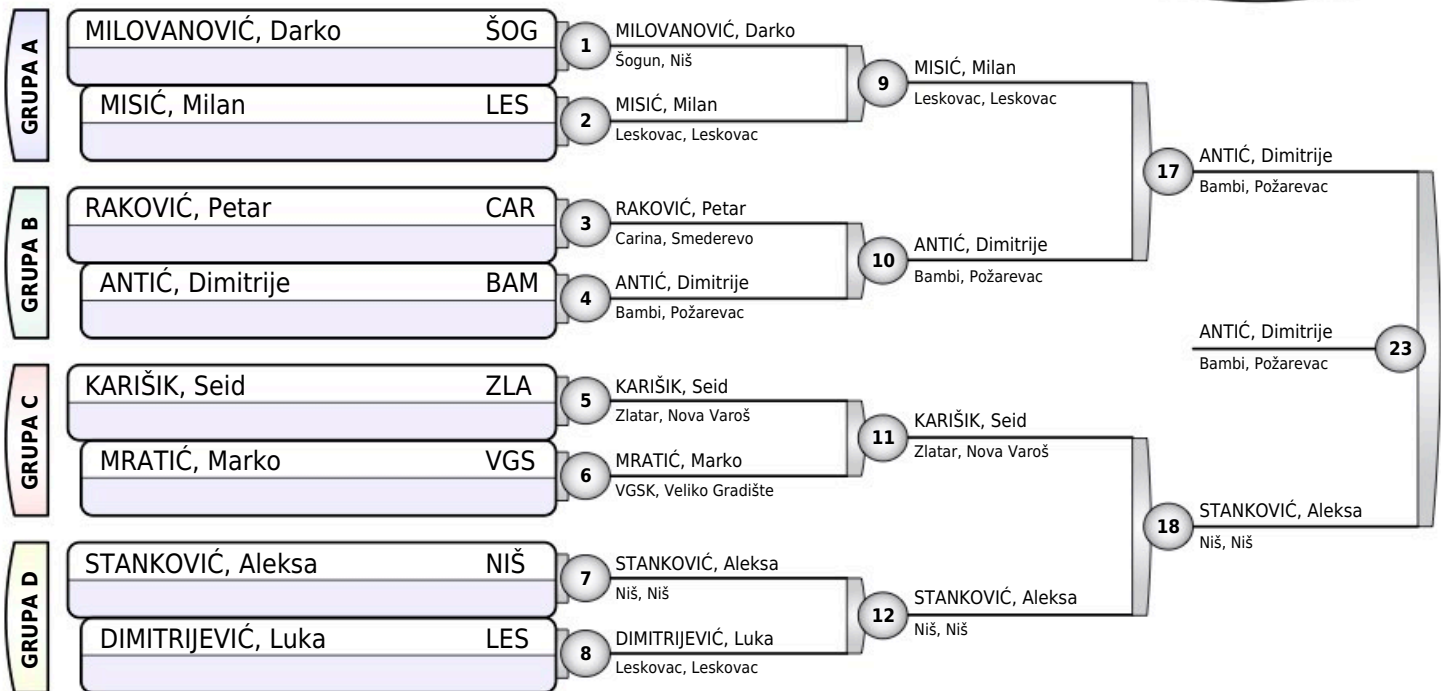 GRUPA A
MILOVANOVIĆ, Darko ŠOG
MISIĆ, Milan LES
1
MILOVANOVIĆ, Darko
Šogun, Niš
2
MISIĆ, Milan
Leskovac, Leskovac
9
MISIĆ, Milan
Leskovac, Leskovac
GRUPA B
RAKOVIĆ, Petar CAR
ANTIĆ, Dimitrije BAM
3
RAKOVIĆ, Petar
Carina, Smederevo
4
ANTIĆ, Dimitrije
Bambi, Požarevac
10
ANTIĆ, Dimitrije
Bambi, Požarevac
17
ANTIĆ, Dimitrije
Bambi, Požarevac
GRUPA C
KARIŠIK, Seid ZLA
MRATIĆ, Marko VGS
5
KARIŠIK, Seid
Zlatar, Nova Varoš
6
MRATIĆ, Marko
VGSK, Veliko Gradište
11
KARIŠIK, Seid
Zlatar, Nova Varoš
GRUPA D
STANKOVIĆ, Aleksa NIŠ
DIMITRIJEVIĆ, Luka LES
7
STANKOVIĆ, Aleksa
Niš, Niš
8
DIMITRIJEVIĆ, Luka
Leskovac, Leskovac
12
STANKOVIĆ, Aleksa
Niš, Niš
18
STANKOVIĆ, Aleksa
Niš, Niš
ANTIĆ, Dimitrije
Bambi, Požarevac
23